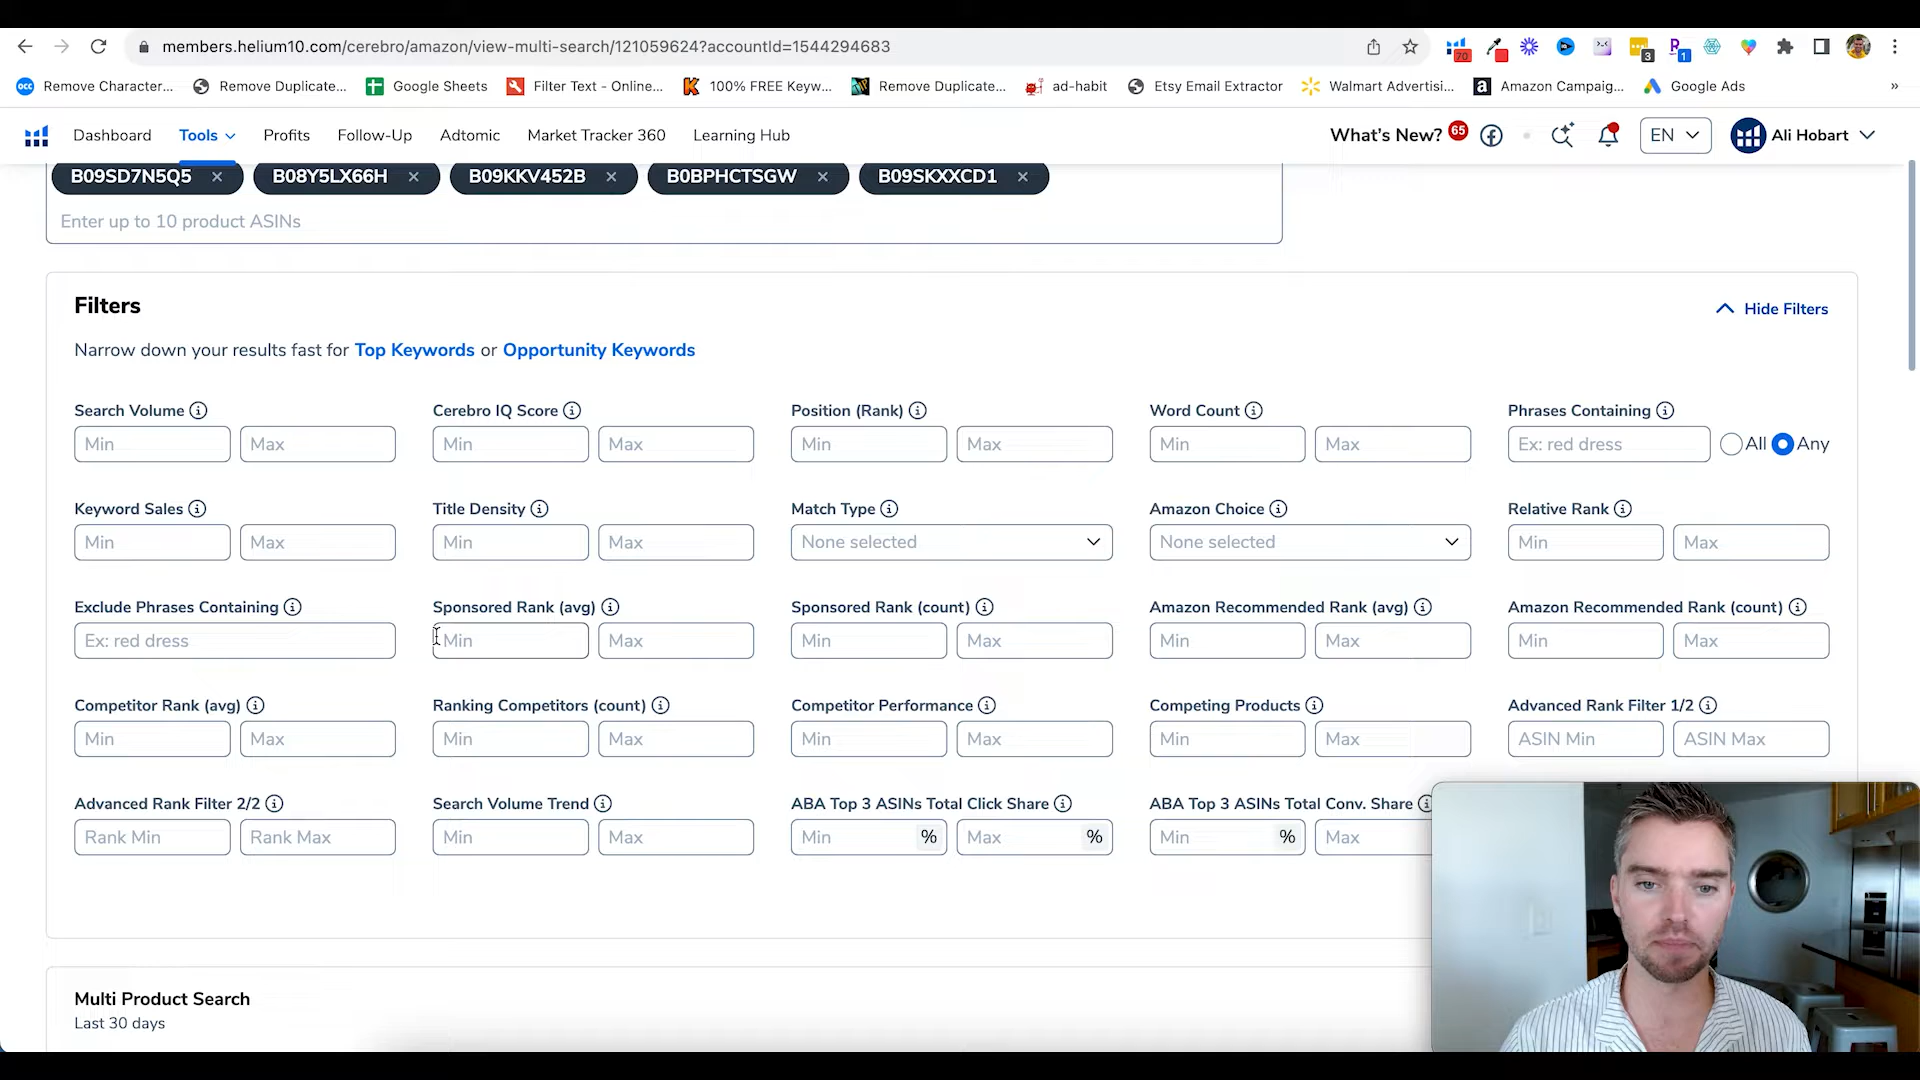 members.helium10.com/cerebro/amazon/view-multi-search/121059624?accountId=1544294683
70
3
1
Remove Character...
Remove Duplicate...
Google Sheets
Filter Text - Online...
100% FREE Keyw...
Remove Duplicate...
ad-habit
Etsy Email Extractor
Walmart Advertisi...
Amazon Campaig...
Google Ads
»
Dashboard
Tools
Profits
Follow-Up
Adtomic
Market Tracker 360
Learning Hub
What's New? 65
EN
Ali Hobart
B09SD7N5Q5 ×
B08Y5LX66H ×
B09KKV452B ×
B0BPHCTSGW ×
B09SKXXCD1 ×
Enter up to 10 product ASINs
Filters
Hide Filters
Narrow down your results fast for Top Keywords or Opportunity Keywords
Search Volume
Min Max
Cerebro IQ Score
Min Max
Position (Rank)
Min Max
Word Count
Min Max
Phrases Containing
Ex: red dress All Any
Keyword Sales
Min Max
Title Density
Min Max
Match Type
None selected
Amazon Choice
None selected
Relative Rank
Min Max
Exclude Phrases Containing
Ex: red dress
Sponsored Rank (avg)
Min Max
Sponsored Rank (count)
Min Max
Amazon Recommended Rank (avg)
Min Max
Amazon Recommended Rank (count)
Min Max
Competitor Rank (avg)
Min Max
Ranking Competitors (count)
Min Max
Competitor Performance
Min Max
Competing Products
Min Max
Advanced Rank Filter 1/2
ASIN Min ASIN Max
Advanced Rank Filter 2/2
Rank Min Rank Max
Search Volume Trend
Min Max
ABA Top 3 ASINs Total Click Share
Min % Max %
ABA Top 3 ASINs Total Conv. Share
Min % Max
Multi Product Search
Last 30 days